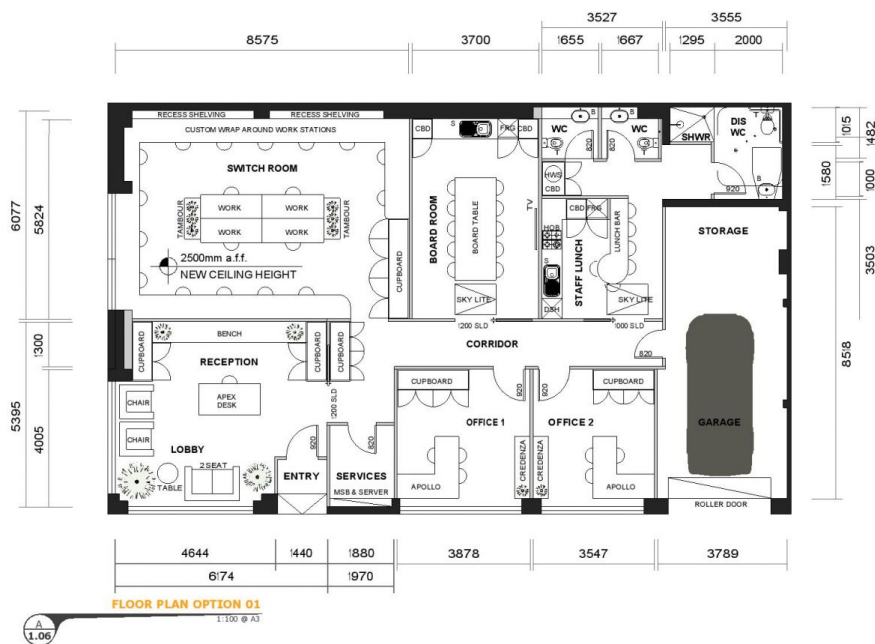 3527
3555
8575
3700
1655
1667
1295
2000
RECESS SHELVING
RECESS SHELVING
CUSTOM WRAP AROUND WORK STATIONS
SWITCH ROOM
TAMBOUR
WORK
WORK
WORK
WORK
TAMBOUR
2500mm a.f.f.
NEW CEILING HEIGHT
CUPBOARD
CBD
S
FRG
CBD
BOARD ROOM
BOARD TABLE
TV
SKY LITE
1200 SLD
WC
B
820
B
WC
820
HWS
CBD
CBD
FRG
HOB
S
DSH
STAFF LUNCH
LUNCH BAR
SKY LITE
1000 SLD
SHWR
DIS
WC
T
B
920
STORAGE
GARAGE
ROLLER DOOR
CORRIDOR
820
BENCH
CUPBOARD
RECEPTION
CUPBOARD
CUPBOARD
CHAIR
CHAIR
APEX
DESK
1200 SLD
LOBBY
2 SEAT
TABLE
920
ENTRY
820
SERVICES
MSB & SERVER
CUPBOARD
920
OFFICE 1
APOLLO
CREDENZA
920
CUPBOARD
OFFICE 2
CREDENZA
APOLLO
6077
5824
1300
5395
4005
1015
1482
1580
1000
3503
8518
4644
1440
1880
3878
3547
3789
6174
1970
FLOOR PLAN OPTION 01
1:100 @ A3
A
1.06